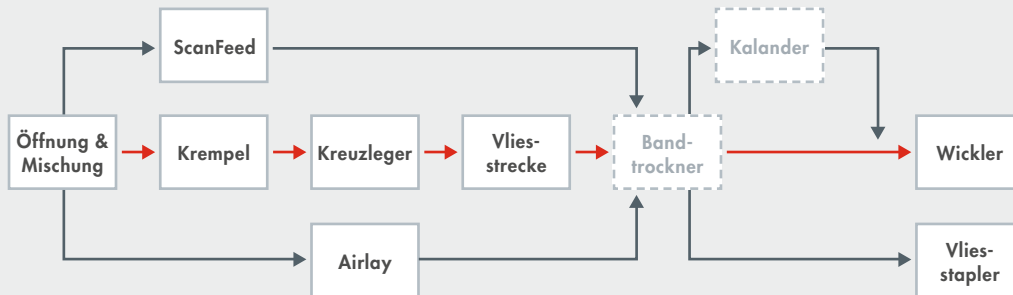 ScanFeed
Kalander
Öffnung &
Mischung
Krempel
Kreuzleger
Vlies-
strecke
Band-
trockner
Wickler
Airlay
Vlies-
stapler